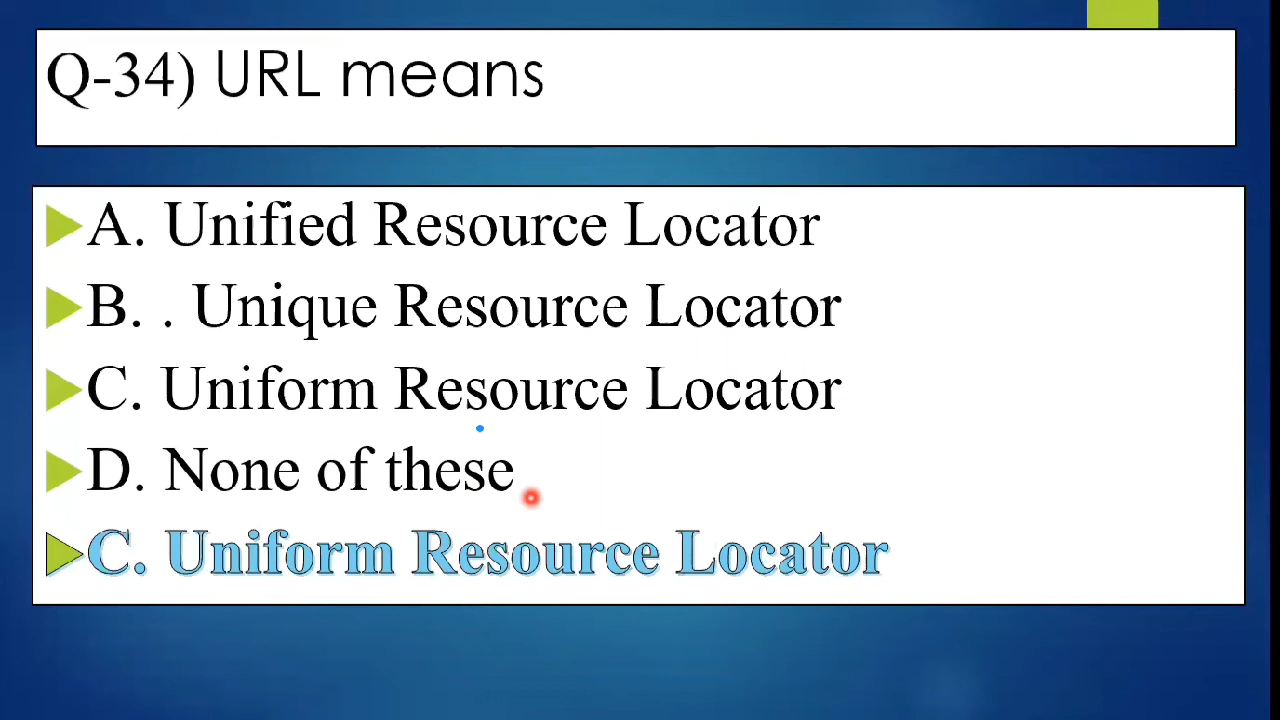 Q-34) URL means
A. Unified Resource Locator
B. . Unique Resource Locator
C. Uniform Resource Locator
D. None of these
C. Uniform Resource Locator